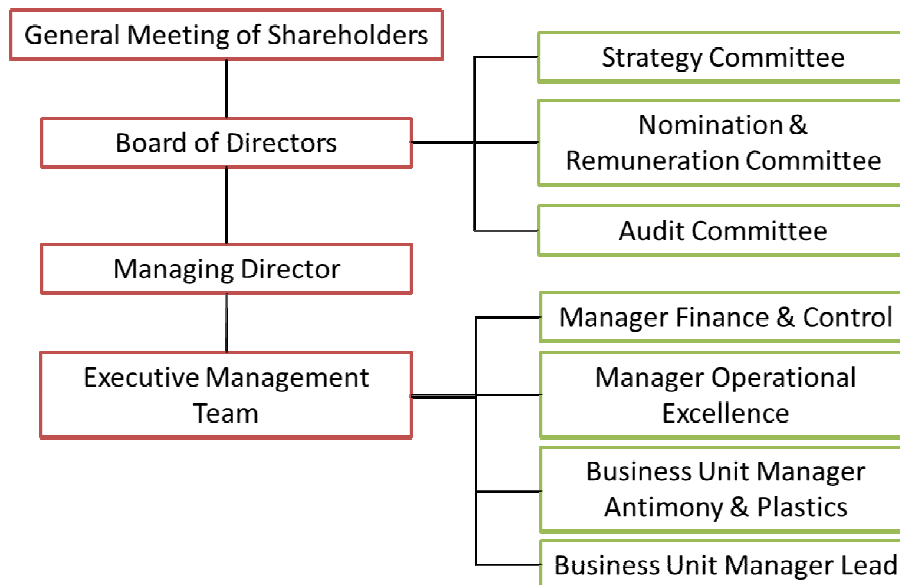 General Meeting of Shareholders
Board of Directors
Managing Director
Executive Management
Team
Strategy Committee
Nomination &
Remuneration Committee
Audit Committee
Manager Finance & Control
Manager Operational
Excellence
Business Unit Manager
Antimony & Plastics
Business Unit Manager Lead